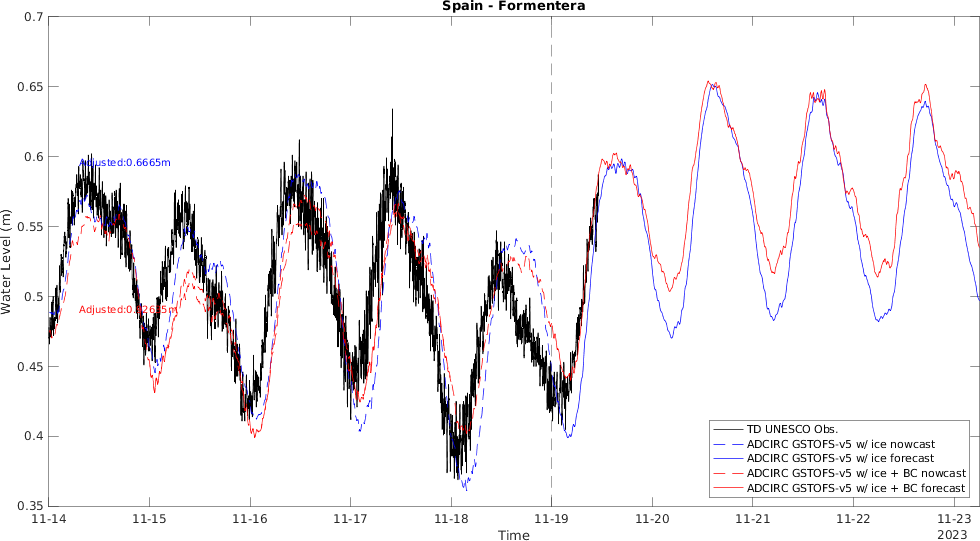 Spain - Formentera
0.7
0.65
0.6
0.55
0.5
0.45
0.4
0.35
Water Level (m)
Adjusted:0.6665m
TD UNESCO Obs.
ADCIRC GSTOFS-v5 w/ ice nowcast
ADCIRC GSTOFS-v5 w/ ice forecast
ADCIRC GSTOFS-v5 w/ ice + BC nowcast
ADCIRC GSTOFS-v5 w/ ice + BC forecast
11-14 11-15 11-16 11-17 11-18 11-19 11-20 11-21 11-22 11-23
Time 2023